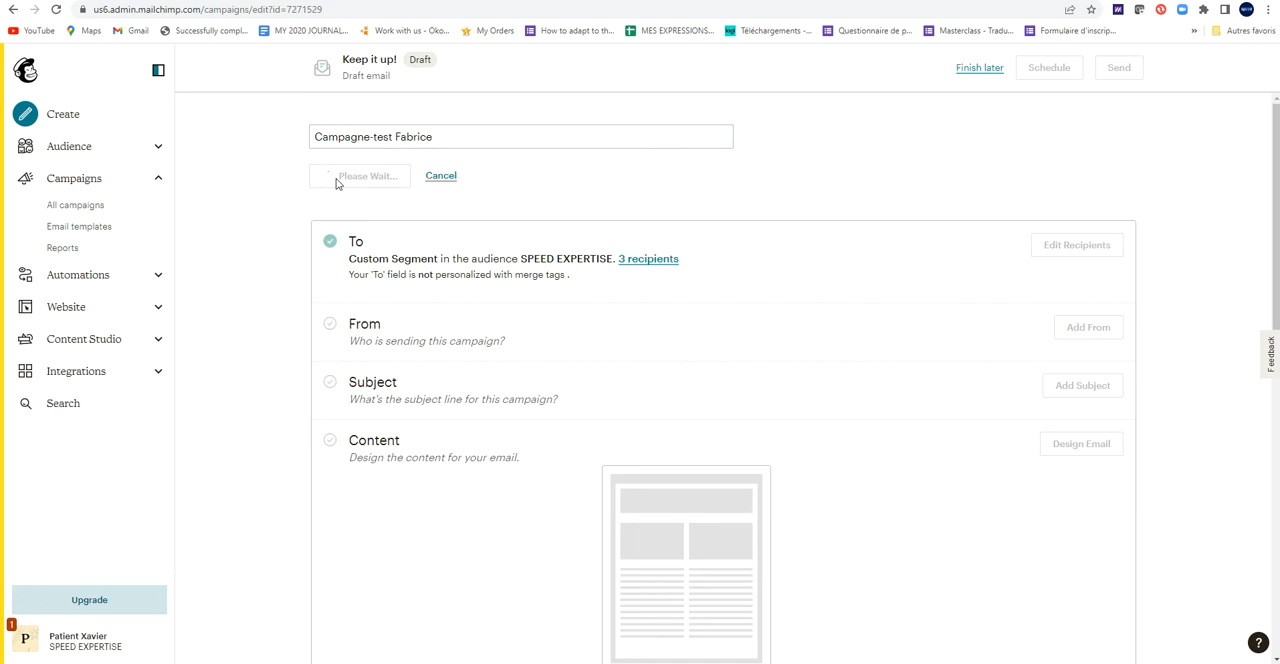 us6.admin.mailchimp.com/campaigns/edit?id=7271529
YouTube
Maps
Gmail
Successfully compl...
MY 2020 JOURNAL...
Work with us - Oko...
My Orders
How to adapt to th...
MES EXPRESSIONS...
Téléchargements -...
Questionnaire de p...
Masterclass - Tradu...
Formulaire d'inscrip...
»
Autres favoris
Keep it up! Draft
Draft email
Finish later
Schedule
Send
Create
Audience
Campaigns
All campaigns
Email templates
Reports
Automations
Website
Content Studio
Integrations
Search
Upgrade
1
P
Patient Xavier
SPEED EXPERTISE
Campagne-test Fabrice
Please Wait...
Cancel
To
Custom Segment in the audience SPEED EXPERTISE. 3 recipients
Your 'To' field is not personalized with merge tags .
Edit Recipients
From
Who is sending this campaign?
Add From
Subject
What's the subject line for this campaign?
Add Subject
Content
Design the content for your email.
Design Email
Feedback
?